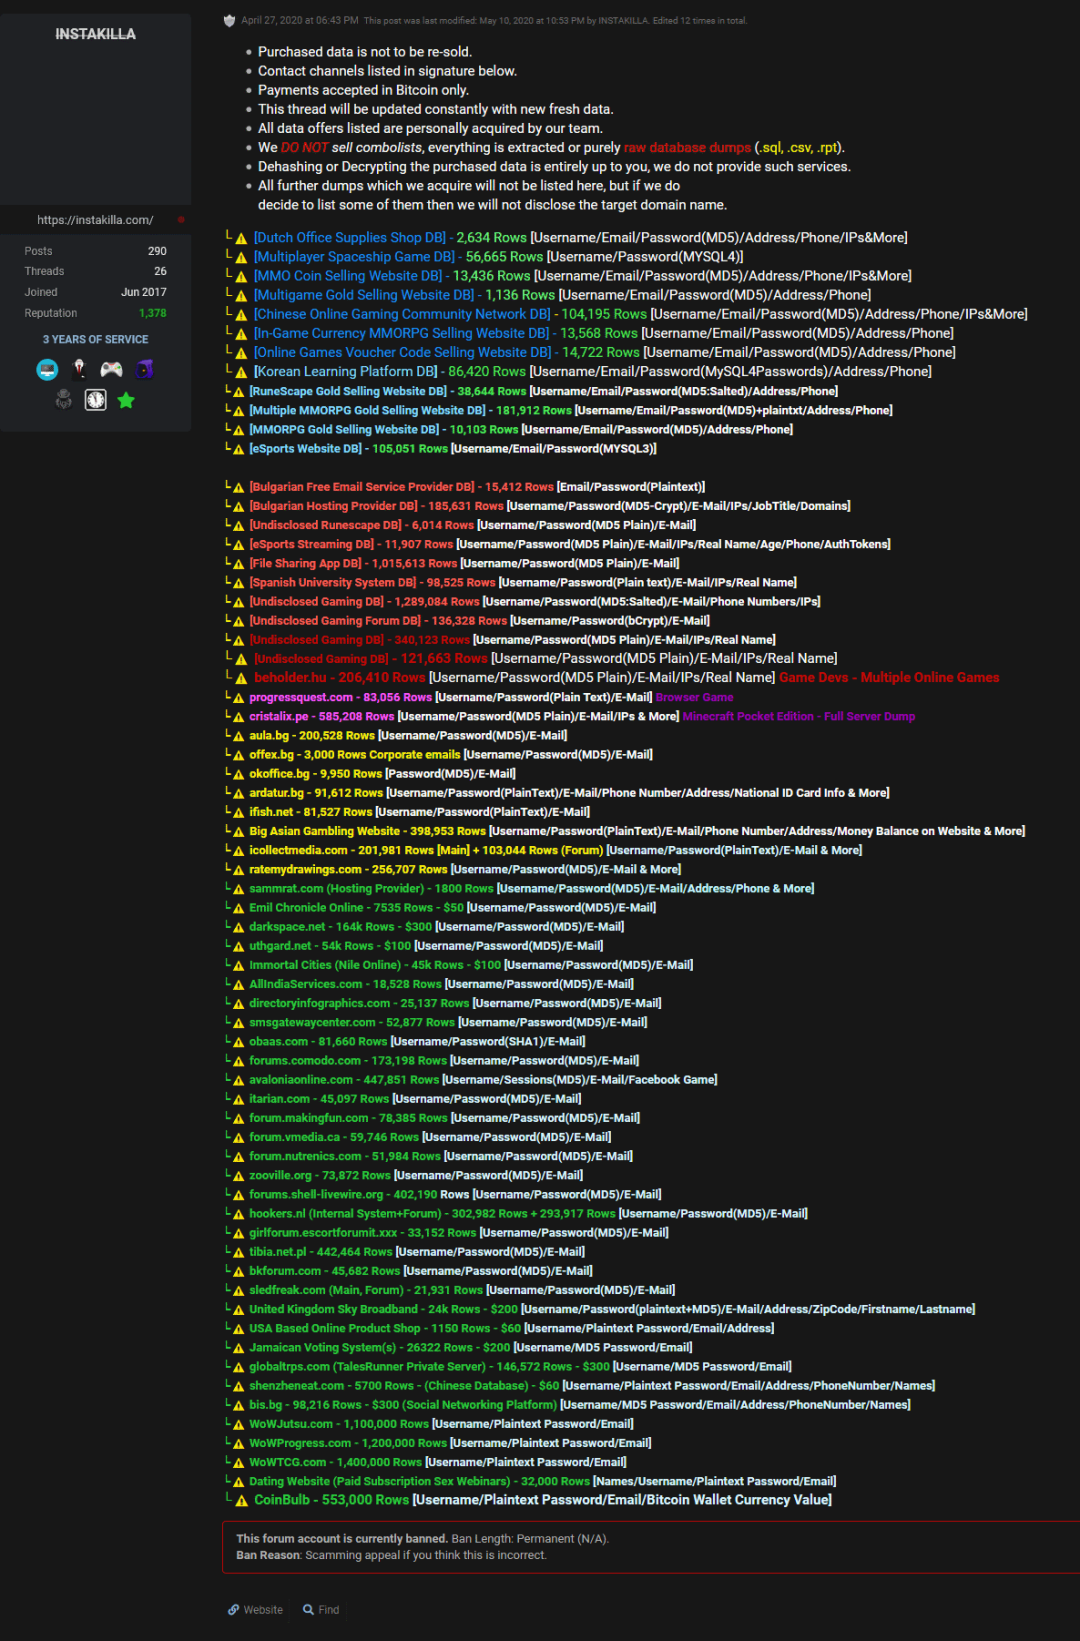 INSTAKILLA
https://instakilla.com/
Posts 290
Threads 26
Joined Jun 2017
Reputation 1,378
3 YEARS OF SERVICE
April 27, 2020 at 06:43 PM This post was last modified: May 10, 2020 at 10:53 PM by INSTAKILLA. Edited 12 times in total.
Purchased data is not to be re-sold.
Contact channels listed in signature below.
Payments accepted in Bitcoin only.
This thread will be updated constantly with new fresh data.
All data offers listed are personally acquired by our team.
We DO NOT sell combolists, everything is extracted or purely raw database dumps (.sql, .csv, .rpt).
Dehashing or Decrypting the purchased data is entirely up to you, we do not provide such services.
All further dumps which we acquire will not be listed here, but if we do
decide to list some of them then we will not disclose the target domain name.
[Dutch Office Supplies Shop DB] - 2,634 Rows [Username/Email/Password(MD5)/Address/Phone/IPs&More]
[Multiplayer Spaceship Game DB] - 56,665 Rows [Username/Password(MYSQL4)]
[MMO Coin Selling Website DB] - 13,436 Rows [Username/Email/Password(MD5)/Address/Phone/IPs&More]
[Multigame Gold Selling Website DB] - 1,136 Rows [Username/Email/Password(MD5)/Address/Phone]
[Chinese Online Gaming Community Network DB] - 104,195 Rows [Username/Email/Password(MD5)/Address/Phone/IPs&More]
[In-Game Currency MMORPG Selling Website DB] - 13,568 Rows [Username/Email/Password(MD5)/Address/Phone]
[Online Games Voucher Code Selling Website DB] - 14,722 Rows [Username/Email/Password(MD5)/Address/Phone]
[Korean Learning Platform DB] - 86,420 Rows [Username/Email/Password(MySQL4Passwords)/Address/Phone]
[RuneScape Gold Selling Website DB] - 38,644 Rows [Username/Email/Password(MD5:Salted)/Address/Phone]
[Multiple MMORPG Gold Selling Website DB] - 181,912 Rows [Username/Email/Password(MD5)+plaintxt/Address/Phone]
[MMORPG Gold Selling Website DB] - 10,103 Rows [Username/Email/Password(MD5)/Address/Phone]
[eSports Website DB] - 105,051 Rows [Username/Email/Password(MYSQL3)]
[Bulgarian Free Email Service Provider DB] - 15,412 Rows [Email/Password(Plaintext)]
[Bulgarian Hosting Provider DB] - 185,631 Rows [Username/Password(MD5-Crypt)/E-Mail/IPs/JobTitle/Domains]
[Undisclosed Runescape DB] - 6,014 Rows [Username/Password(MD5 Plain)/E-Mail]
[eSports Streaming DB] - 11,907 Rows [Username/Password(MD5 Plain)/E-Mail/IPs/Real Name/Age/Phone/AuthTokens]
[File Sharing App DB] - 1,015,613 Rows [Username/Password(MD5 Plain)/E-Mail]
[Spanish University System DB] - 98,525 Rows [Username/Password(Plain text)/E-Mail/IPs/Real Name]
[Undisclosed Gaming DB] - 1,289,084 Rows [Username/Password(MD5:Salted)/E-Mail/Phone Numbers/IPs]
[Undisclosed Gaming Forum DB] - 136,328 Rows [Username/Password(bCrypt)/E-Mail]
[Undisclosed Gaming DB] - 340,123 Rows [Username/Password(MD5 Plain)/E-Mail/IPs/Real Name]
[Undisclosed Gaming DB] - 121,663 Rows [Username/Password(MD5 Plain)/E-Mail/IPs/Real Name]
beholder.hu - 206,410 Rows [Username/Password(MD5 Plain)/E-Mail/IPs/Real Name] Game Devs - Multiple Online Games
progressquest.com - 83,056 Rows [Username/Password(Plain Text)/E-Mail] Browser Game
cristalix.pe - 585,208 Rows [Username/Password(MD5 Plain)/E-Mail/IPs & More] Minecraft Pocket Edition - Full Server Dump
aula.bg - 200,528 Rows [Username/Password(MD5)/E-Mail]
offex.bg - 3,000 Rows Corporate emails [Username/Password(MD5)/E-Mail]
okoffice.bg - 9,950 Rows [Password(MD5)/E-Mail]
ardatur.bg - 91,612 Rows [Username/Password(PlainText)/E-Mail/Phone Number/Address/National ID Card Info & More]
ifish.net - 81,527 Rows [Username/Password(PlainText)/E-Mail]
Big Asian Gambling Website - 398,953 Rows [Username/Password(PlainText)/E-Mail/Phone Number/Address/Money Balance on Website & More]
icollectmedia.com - 201,981 Rows [Main] + 103,044 Rows (Forum) [Username/Password(PlainText)/E-Mail & More]
ratemydrawings.com - 256,707 Rows [Username/Password(MD5)/E-Mail & More]
sammrat.com (Hosting Provider) - 1800 Rows [Username/Password(MD5)/E-Mail/Address/Phone & More]
Emil Chronicle Online - 7535 Rows - $50 [Username/Password(MD5)/E-Mail]
darkspace.net - 164k Rows - $300 [Username/Password(MD5)/E-Mail]
uthgard.net - 54k Rows - $100 [Username/Password(MD5)/E-Mail]
Immortal Cities (Nile Online) - 45k Rows - $100 [Username/Password(MD5)/E-Mail]
AllIndiaServices.com - 18,528 Rows [Username/Password(MD5)/E-Mail]
directoryinfographics.com - 25,137 Rows [Username/Password(MD5)/E-Mail]
smsgatewaycenter.com - 52,877 Rows [Username/Password(MD5)/E-Mail]
obaas.com - 81,660 Rows [Username/Password(SHA1)/E-Mail]
forums.comodo.com - 173,198 Rows [Username/Password(MD5)/E-Mail]
avaloniaonline.com - 447,851 Rows [Username/Sessions(MD5)/E-Mail/Facebook Game]
itarian.com - 45,097 Rows [Username/Password(MD5)/E-Mail]
forum.makingfun.com - 78,385 Rows [Username/Password(MD5)/E-Mail]
forum.vmedia.ca - 59,746 Rows [Username/Password(MD5)/E-Mail]
forum.nutrenics.com - 51,984 Rows [Username/Password(MD5)/E-Mail]
zooville.org - 73,872 Rows [Username/Password(MD5)/E-Mail]
forums.shell-livewire.org - 402,190 Rows [Username/Password(MD5)/E-Mail]
hookers.nl (Internal System+Forum) - 302,982 Rows + 293,917 Rows [Username/Password(MD5)/E-Mail]
girlforum.escortforumit.xxx - 33,152 Rows [Username/Password(MD5)/E-Mail]
tibia.net.pl - 442,464 Rows [Username/Password(MD5)/E-Mail]
bkforum.com - 45,682 Rows [Username/Password(MD5)/E-Mail]
sledfreak.com (Main, Forum) - 21,931 Rows [Username/Password(MD5)/E-Mail]
United Kingdom Sky Broadband - 24k Rows - $200 [Username/Password(plaintext+MD5)/E-Mail/Address/ZipCode/Firstname/Lastname]
USA Based Online Product Shop - 1150 Rows - $60 [Username/Plaintext Password/Email/Address]
Jamaican Voting System(s) - 26322 Rows - $200 [Username/MD5 Password/Email]
globaltrps.com (TalesRunner Private Server) - 146,572 Rows - $300 [Username/MD5 Password/Email]
shenzheneat.com - 5700 Rows - (Chinese Database) - $60 [Username/Plaintext Password/Email/Address/PhoneNumber/Names]
bis.bg - 98,216 Rows - $300 (Social Networking Platform) [Username/MD5 Password/Email/Address/PhoneNumber/Names]
WoWJutsu.com - 1,100,000 Rows [Username/Plaintext Password/Email]
WoWProgress.com - 1,200,000 Rows [Username/Plaintext Password/Email]
WoWTCG.com - 1,400,000 Rows [Username/Plaintext Password/Email]
Dating Website (Paid Subscription Sex Webinars) - 32,000 Rows [Names/Username/Plaintext Password/Email]
CoinBulb - 553,000 Rows [Username/Plaintext Password/Email/Bitcoin Wallet Currency Value]
This forum account is currently banned. Ban Length: Permanent (N/A).
Ban Reason: Scamming appeal if you think this is incorrect.
Website Find